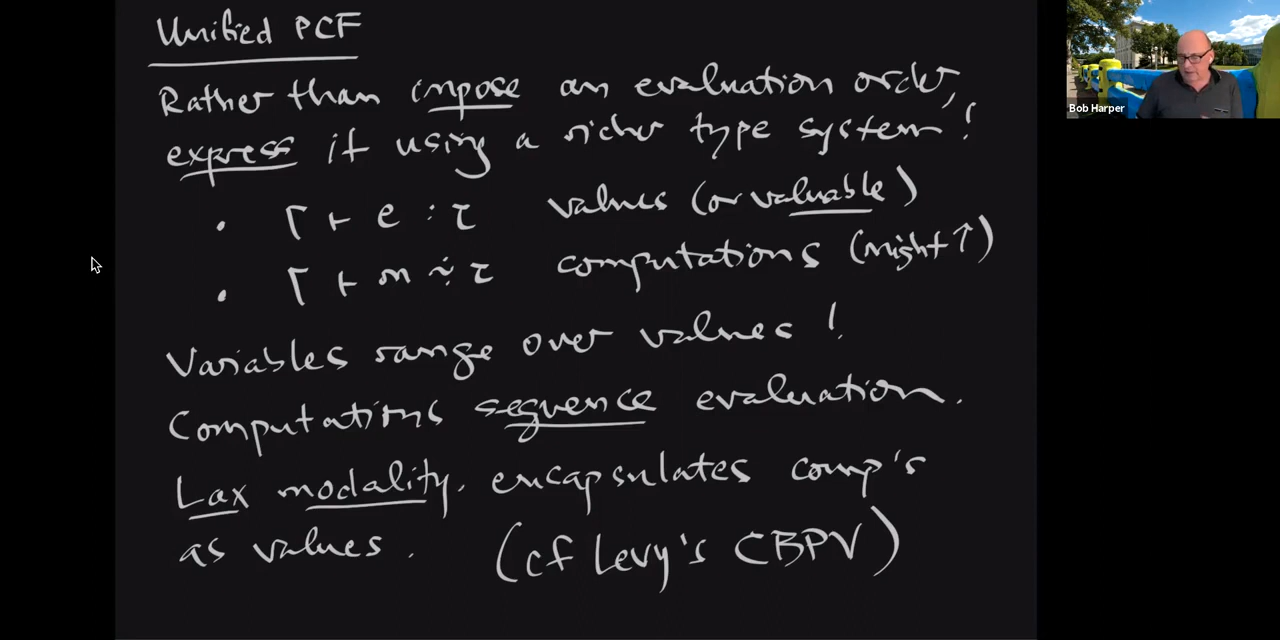 Unified PCF
Rather than impose an evaluation order,
express it using a richer type system!
• Γ ⊢ e : τ values (or valuable)
• Γ ⊢ m ∻ τ computations (might ↑)
Variables range over values!
Computations sequence evaluation.
Lax modality. encapsulates comp's
as values. (cf Levy's CBPV)
Bob Harper